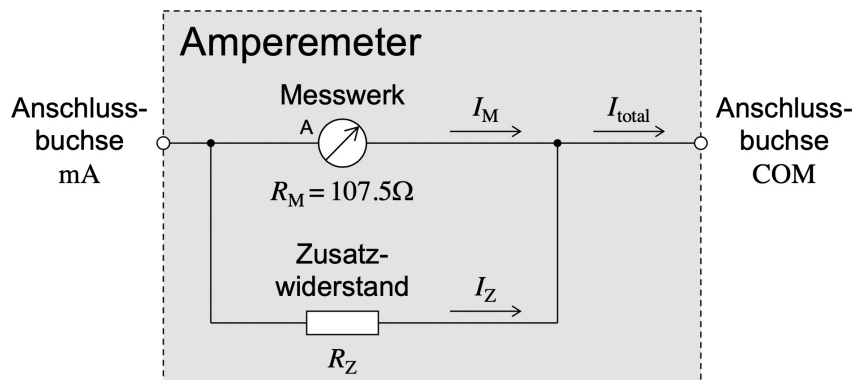 Amperemeter
Anschluss-
buchse
mA
Messwerk
A
R_M = 107.5Ω
I_M
I_total
Anschluss-
buchse
COM
Zusatz-
widerstand
R_Z
I_Z